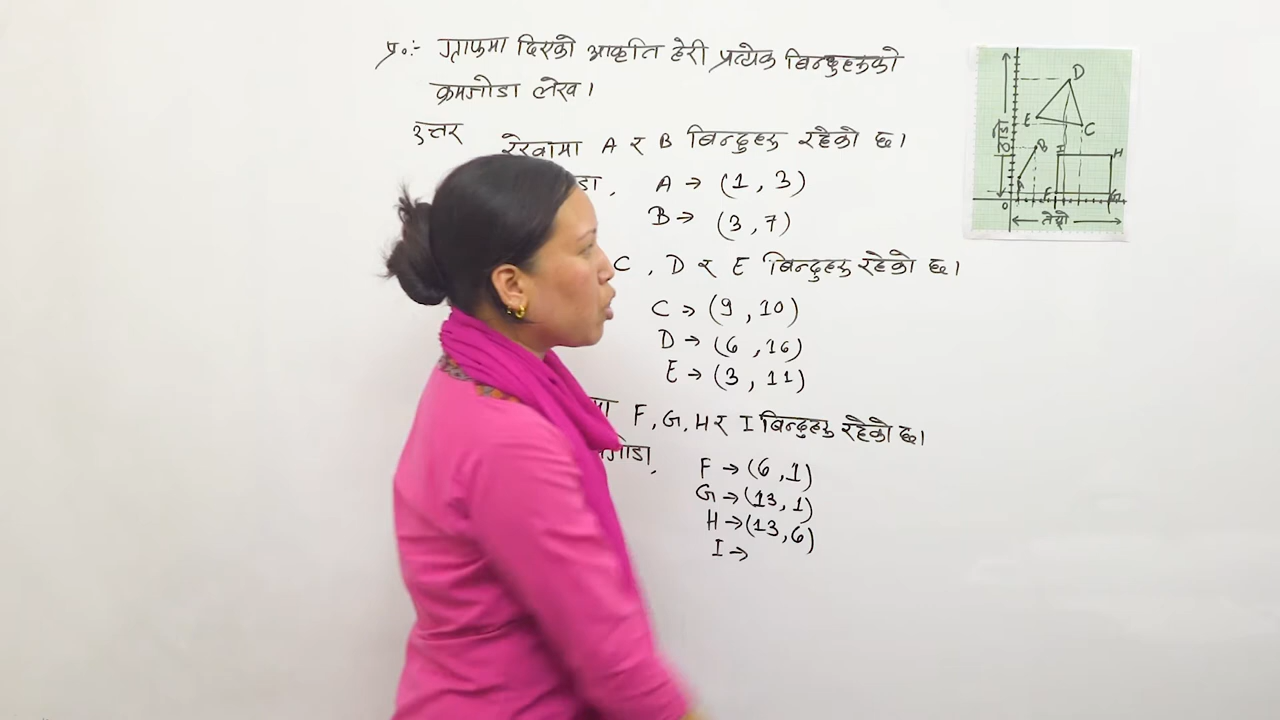 प्र०:- ग्राफमा दिएको आकृति हेरी प्रत्येक बिन्दुहरुको
क्रमजोडा लेख।
उत्तर रेखामा A र B बिन्दुहरु रहेको छ।
A → (1, 3)
B → (3, 7)
C, D र E बिन्दुहरु रहेको छ।
C → (9, 10)
D → (6, 16)
E → (3, 11)
F, G, H र I बिन्दुहरु रहेको छ।
F → (6, 1)
G → (13, 1)
H → (13, 6)
I →
D
E
C
ठाडो
B
I
H
A
F
G
0
तेर्सो